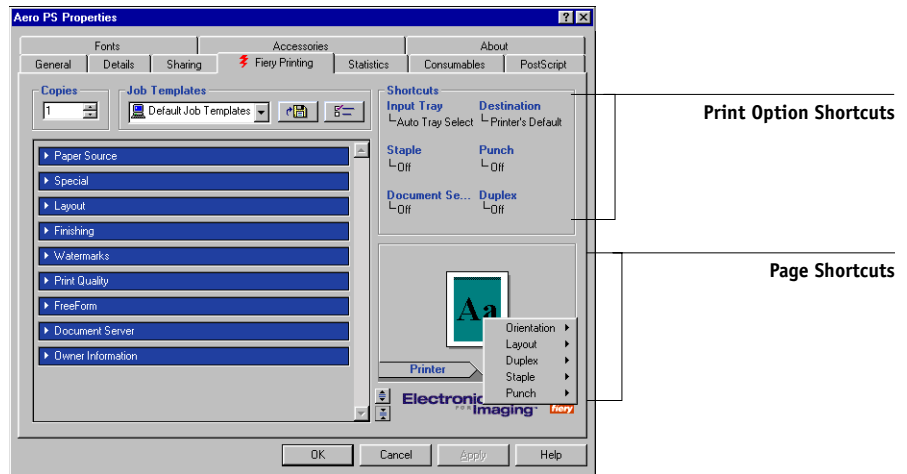 Aero PS Properties
Fonts Accessories About
General Details Sharing Fiery Printing Statistics Consumables PostScript
Copies
1
Job Templates
Default Job Templates
Shortcuts
Input Tray Destination
Auto Tray Select Printer's Default
Staple Punch
Off Off
Document Se... Duplex
Off Off
Print Option Shortcuts
Paper Source
Special
Layout
Finishing
Watermarks
Print Quality
FreeForm
Document Server
Owner Information
Page Shortcuts
Aa
Orientation
Layout
Duplex
Staple
Punch
Printer
Electronic
FOR Imaging
fiery
OK Cancel Apply Help